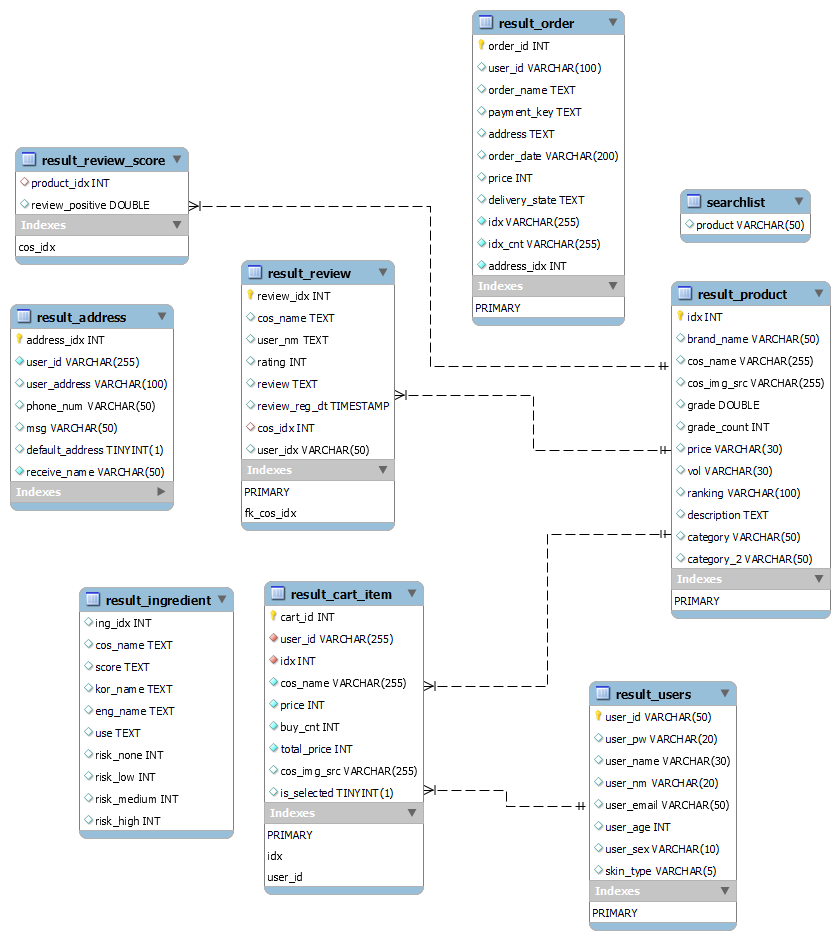 result_order
order_id INT
user_id VARCHAR(100)
order_name TEXT
payment_key TEXT
address TEXT
order_date VARCHAR(200)
price INT
delivery_state TEXT
idx VARCHAR(255)
idx_cnt VARCHAR(255)
address_idx INT
Indexes
PRIMARY
result_review_score
product_idx INT
review_positive DOUBLE
Indexes
cos_idx
searchlist
product VARCHAR(50)
result_review
review_idx INT
cos_name TEXT
user_nm TEXT
rating INT
review TEXT
review_reg_dt TIMESTAMP
cos_idx INT
user_idx VARCHAR(50)
Indexes
PRIMARY
fk_cos_idx
result_product
idx INT
brand_name VARCHAR(50)
cos_name VARCHAR(255)
cos_img_src VARCHAR(255)
grade DOUBLE
grade_count INT
price VARCHAR(30)
vol VARCHAR(30)
ranking VARCHAR(100)
description TEXT
category VARCHAR(50)
category_2 VARCHAR(50)
Indexes
PRIMARY
result_address
address_idx INT
user_id VARCHAR(255)
user_address VARCHAR(100)
phone_num VARCHAR(50)
msg VARCHAR(50)
default_address TINYINT(1)
receive_name VARCHAR(50)
Indexes
result_ingredient
ing_idx INT
cos_name TEXT
score TEXT
kor_name TEXT
eng_name TEXT
use TEXT
risk_none INT
risk_low INT
risk_medium INT
risk_high INT
result_cart_item
cart_id INT
user_id VARCHAR(255)
idx INT
cos_name VARCHAR(255)
price INT
buy_cnt INT
total_price INT
cos_img_src VARCHAR(255)
is_selected TINYINT(1)
Indexes
PRIMARY
idx
user_id
result_users
user_id VARCHAR(50)
user_pw VARCHAR(20)
user_name VARCHAR(30)
user_nm VARCHAR(20)
user_email VARCHAR(50)
user_age INT
user_sex VARCHAR(10)
skin_type VARCHAR(5)
Indexes
PRIMARY